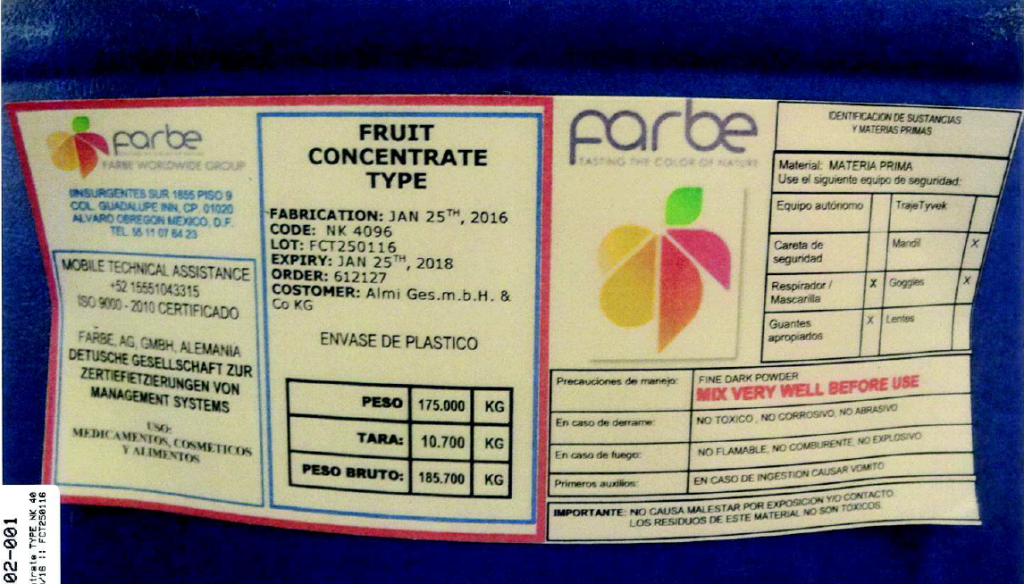 farbe
FARBE WORLDWIDE GROUP
INSURGENTES SUR 1855 PISO 9
COL. GUADALUPE INN, CP. 01020
ALVARO OBREGON MEXICO, D.F.
TEL. 55 11 07 84 23
MOBILE TECHNICAL ASSISTANCE
+52 15551043315
ISO 9000 - 2010 CERTIFICADO
FARBE, AG, GMBH, ALEMANIA
DETUSCHE GESELLSCHAFT ZUR
ZERTIEFIETZIERUNGEN VON
MANAGEMENT SYSTEMS
USO:
MEDICAMENTOS, COSMETICOS
Y ALIMENTOS
FRUIT
CONCENTRATE
TYPE
FABRICATION: JAN 25TH, 2016
CODE: NK 4096
LOT: FCT250116
EXPIRY: JAN 25TH, 2018
ORDER: 612127
COSTOMER: Almi Ges.m.b.H. &
Co KG
ENVASE DE PLASTICO
PESO 175.000 KG
TARA: 10.700 KG
PESO BRUTO: 185.700 KG
farbe
TASTING THE COLOR OF NATURE
IDENTIFICACION DE SUSTANCIAS
Y MATERIAS PRIMAS
Material: MATERIA PRIMA
Use el siguiente equipo de seguridad:
Equipo autónomo TrajeTyvek
Careta de seguridad Mandil X
Respirador / Mascarilla X Goggles X
Guantes apropiados X Lentes
Precauciones de manejo: FINE DARK POWDER
MIX VERY WELL BEFORE USE
En caso de derrame: NO TOXICO, NO CORROSIVO, NO ABRASIVO
En caso de fuego: NO FLAMABLE, NO COMBURENTE, NO EXPLOSIVO
Primeros auxilios: EN CASO DE INGESTION CAUSAR VOMITO
IMPORTANTE: NO CAUSA MALESTAR POR EXPOSICION Y/O CONTACTO.
LOS RESIDUOS DE ESTE MATERIAL NO SON TOXICOS.
02-001
trate TYPE NK 40
/16 :: FCT250116